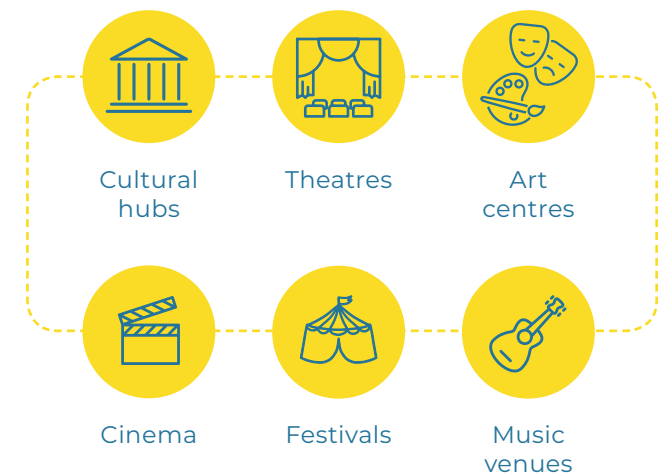 Cultural
hubs
Theatres
Art
centres
Cinema
Festivals
Music
venues